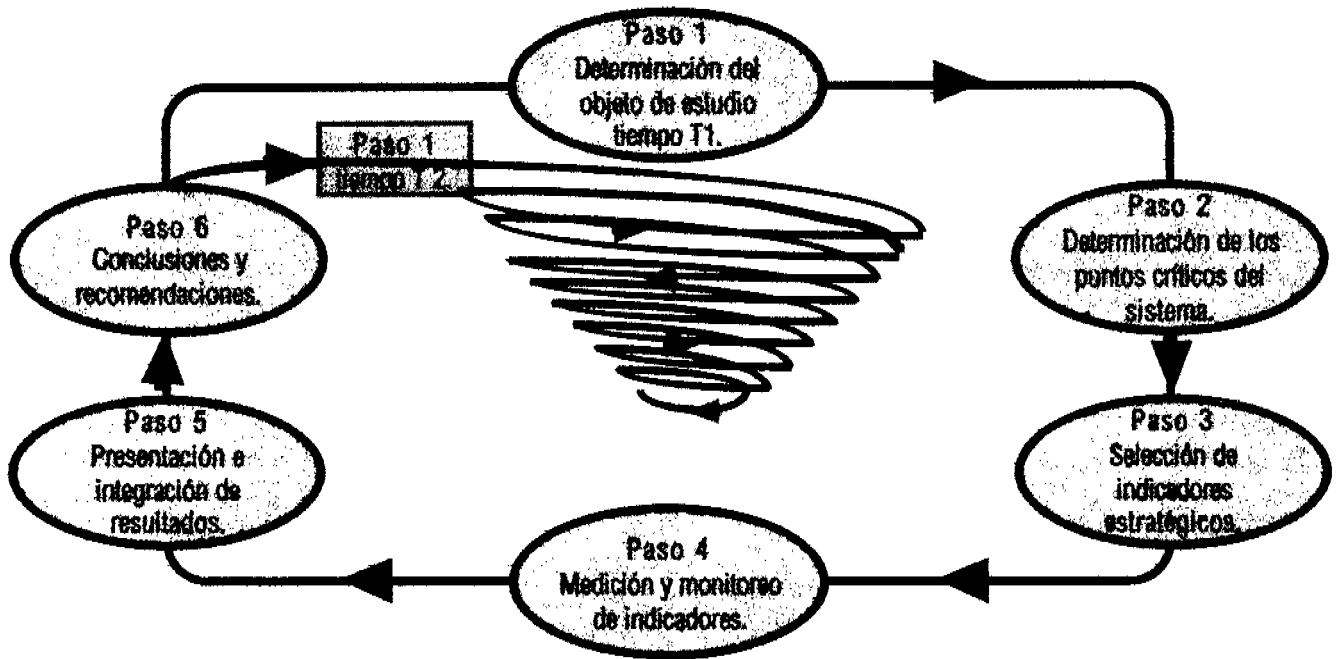 Paso 1
Determinación del
objeto de estudio
tiempo T1.
Paso 1
tiempo T2.
Paso 2
Determinación de los
puntos críticos del
sistema.
Paso 3
Selección de
indicadores
estratégicos.
Paso 4
Medición y monitoreo
de indicadores.
Paso 5
Presentación e
integración de
resultados.
Paso 6
Conclusiones y
recomendaciones.